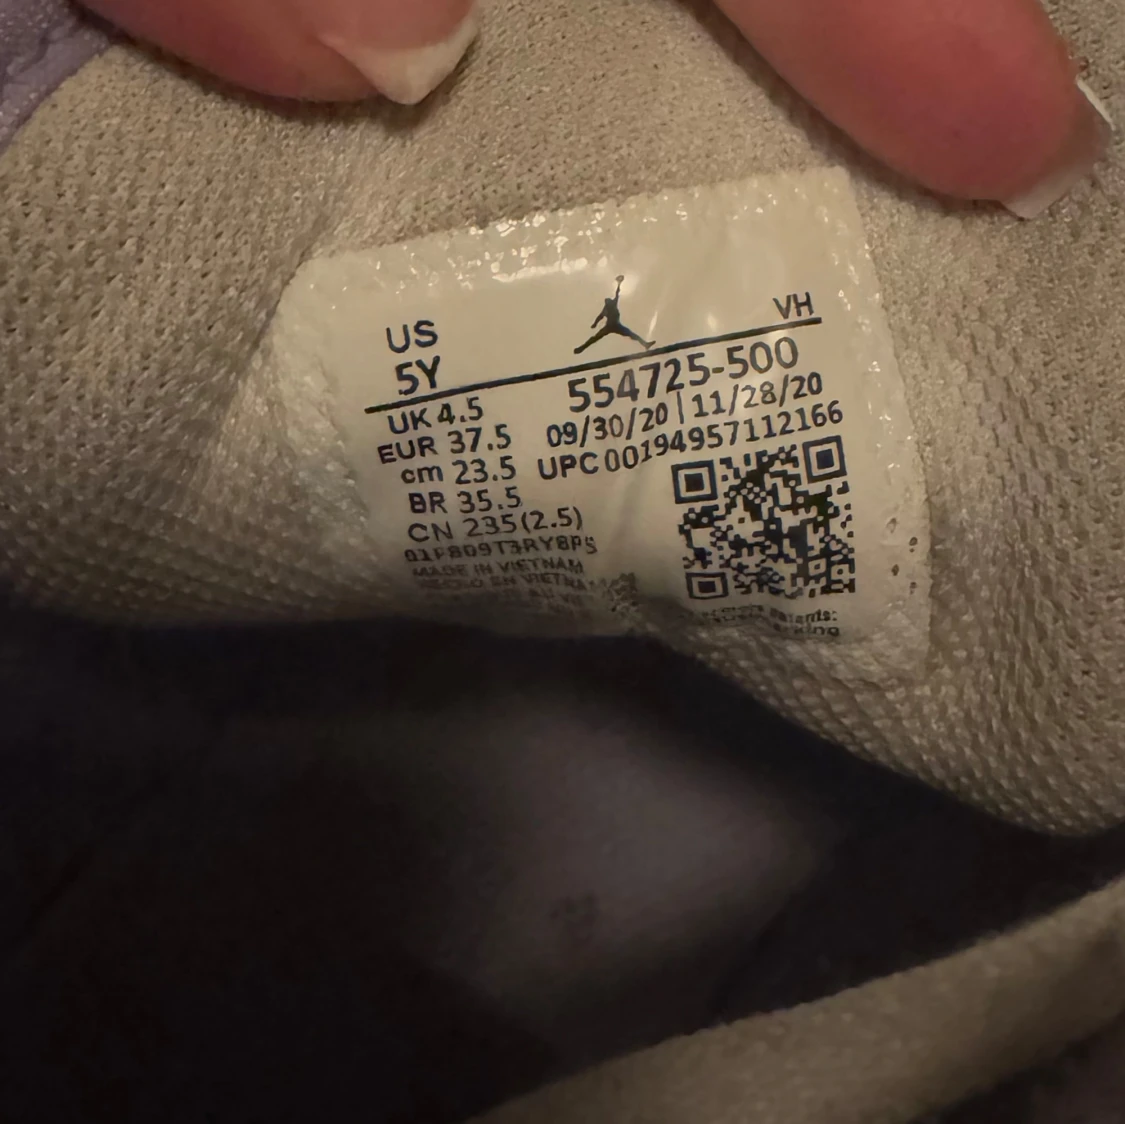 US
5Y
VH
UK 4.5
EUR 37.5
cm 23.5
BR 35.5
CN 235(2.5)
01F809T3RY8PS
MADE IN VIETNAM
554725-500
09/30/20 | 11/28/20
UPC 00194957112166